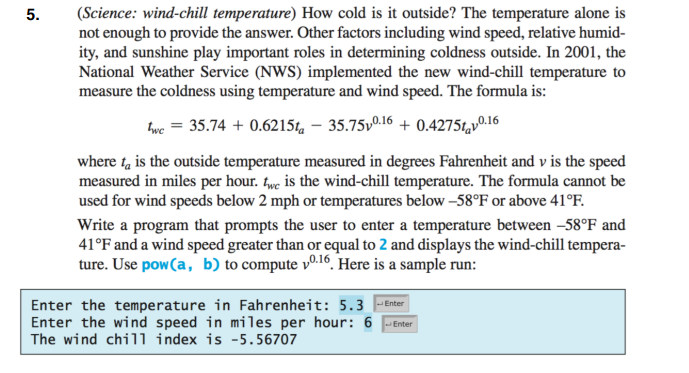 5. (Science: wind-chill temperature) How cold is it outside? The temperature alone is
not enough to provide the answer. Other factors including wind speed, relative humid-
ity, and sunshine play important roles in determining coldness outside. In 2001, the
National Weather Service (NWS) implemented the new wind-chill temperature to
measure the coldness using temperature and wind speed. The formula is:
t_wc = 35.74 + 0.6215t_a − 35.75v^0.16 + 0.4275t_av^0.16
where t_a is the outside temperature measured in degrees Fahrenheit and v is the speed
measured in miles per hour. t_wc is the wind-chill temperature. The formula cannot be
used for wind speeds below 2 mph or temperatures below −58°F or above 41°F.
Write a program that prompts the user to enter a temperature between −58°F and
41°F and a wind speed greater than or equal to 2 and displays the wind-chill tempera-
ture. Use pow(a, b) to compute v^0.16. Here is a sample run:
Enter the temperature in Fahrenheit: 5.3 ↵Enter
Enter the wind speed in miles per hour: 6 ↵Enter
The wind chill index is -5.56707